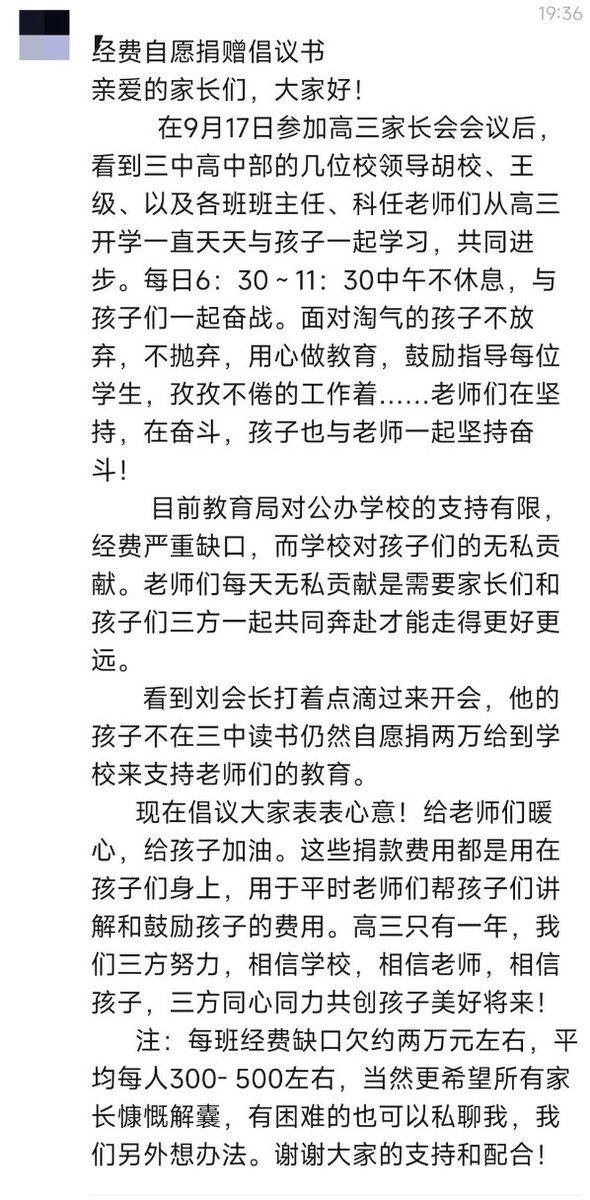 19:36
经费自愿捐赠倡议书
亲爱的家长们，大家好！
在9月17日参加高三家长会会议后，
看到三中高中部的几位校领导胡校、王
级、以及各班班主任、科任老师们从高三
开学一直天天与孩子一起学习，共同进
步。每日6：30～11：30中午不休息，与
孩子们一起奋战。面对淘气的孩子不放
弃，不抛弃，用心做教育，鼓励指导每位
学生，孜孜不倦的工作着……老师们在坚
持，在奋斗，孩子也与老师一起坚持奋
斗！
目前教育局对公办学校的支持有限，
经费严重缺口，而学校对孩子们的无私贡
献。老师们每天无私贡献是需要家长们和
孩子们三方一起共同奔赴才能走得更好更
远。
看到刘会长打着点滴过来开会，他的
孩子不在三中读书仍然自愿捐两万给到学
校来支持老师们的教育。
现在倡议大家表表心意！给老师们暖
心，给孩子加油。这些捐款费用都是用在
孩子们身上，用于平时老师们帮孩子们讲
解和鼓励孩子的费用。高三只有一年，我
们三方努力，相信学校，相信老师，相信
孩子，三方同心同力共创孩子美好将来！
注：每班经费缺口欠约两万元左右，平
均每人300- 500左右，当然更希望所有家
长慷慨解囊，有困难的也可以私聊我，我
们另外想办法。谢谢大家的支持和配合！